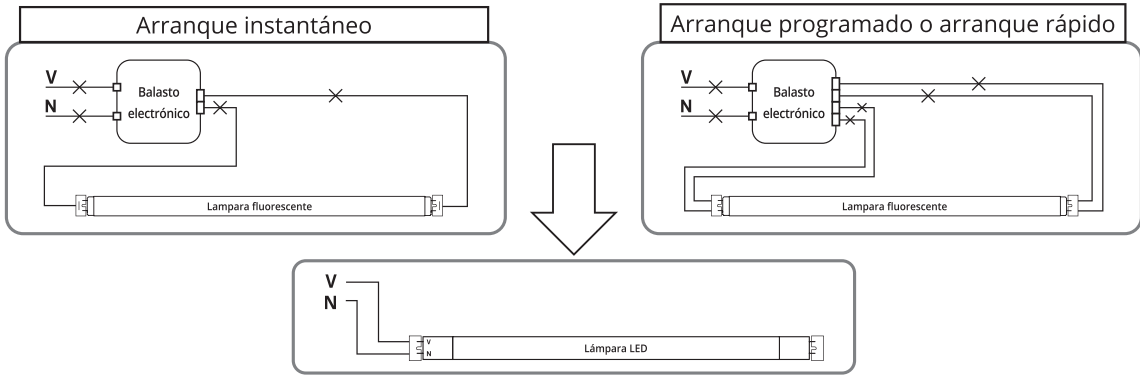 Arranque instantáneo
V
N
Balasto
electrónico
Lampara fluorescente
Arranque programado o arranque rápido
V
N
Balasto
electrónico
Lampara fluorescente
V
N
V
N
Lámpara LED